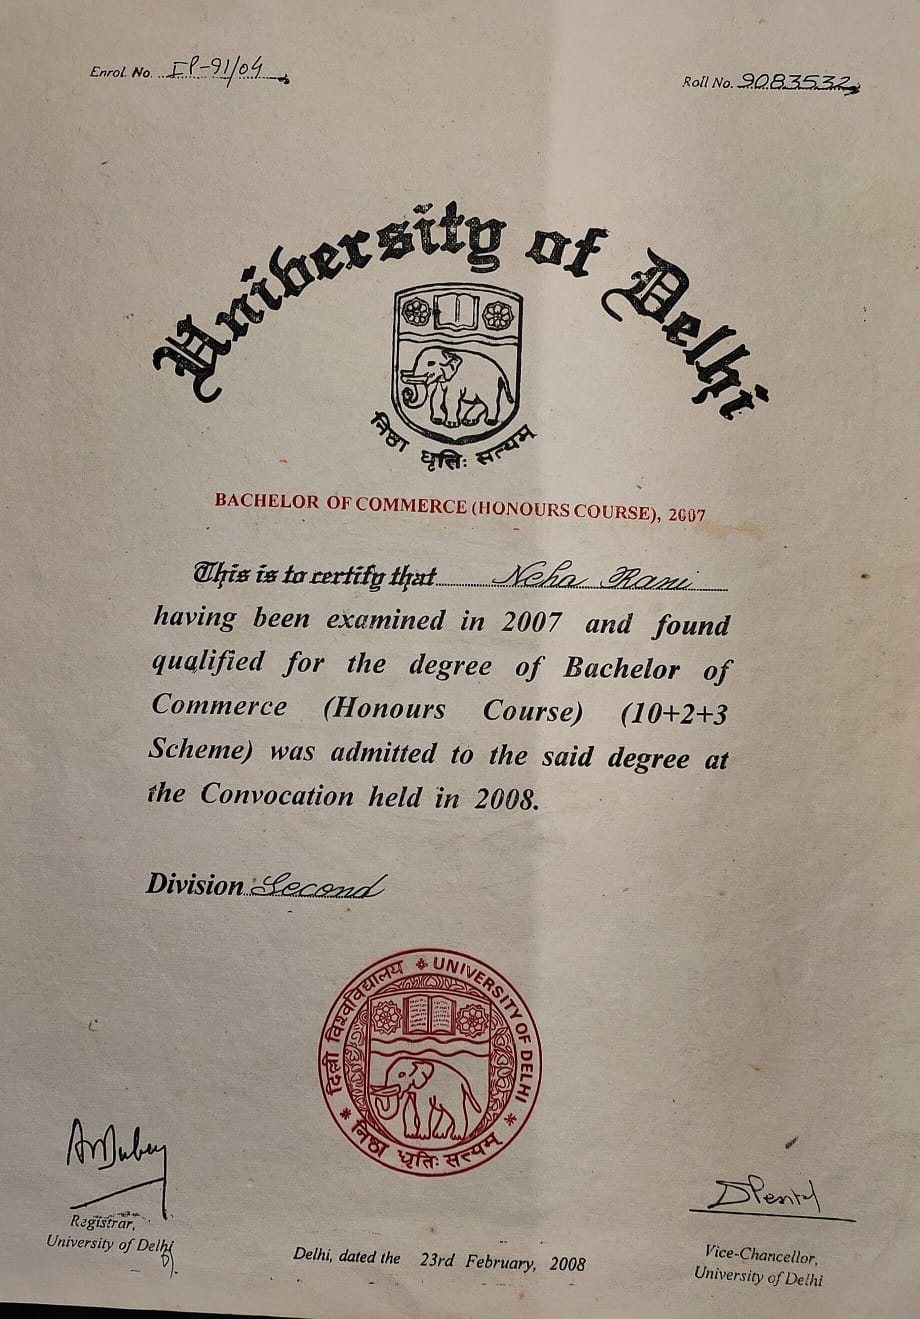 Enrol. No. IP-91/04
Roll No. 9083532
University of Delhi
निष्ठा धृतिः सत्यम्
BACHELOR OF COMMERCE (HONOURS COURSE), 2007
This is to certify that Neha Rani
having been examined in 2007 and found
qualified for the degree of Bachelor of
Commerce (Honours Course) (10+2+3
Scheme) was admitted to the said degree at
the Convocation held in 2008.
Division Second
दिल्ली विश्वविद्यालय UNIVERSITY OF DELHI
निष्ठा धृतिः सत्यम्
Registrar,
University of Delhi
Delhi, dated the 23rd February, 2008
DPental
Vice-Chancellor,
University of Delhi